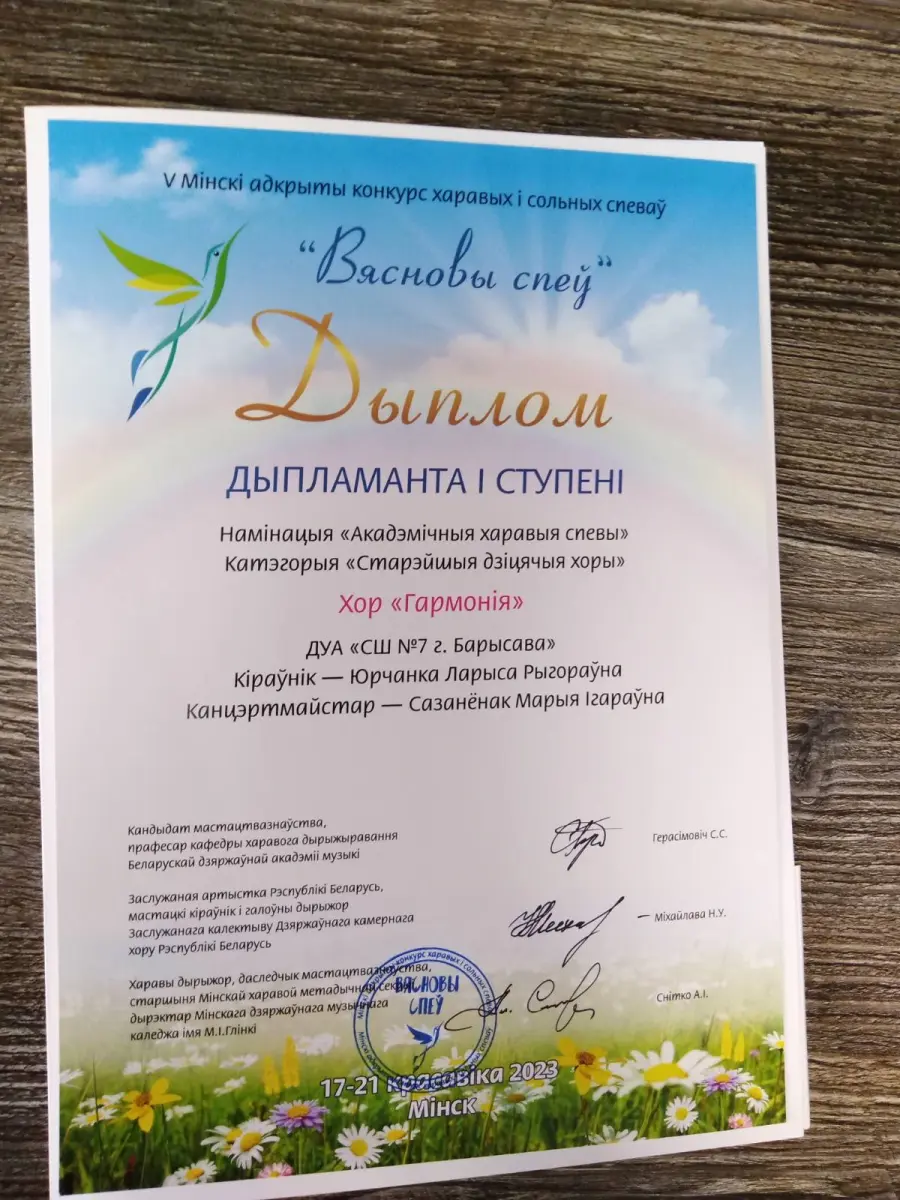 V Мінскі адкрыты конкурс харавых і сольных спеваў
“Вясновы спеў”
Дыплом
ДЫПЛАМАНТА І СТУПЕНІ
Намінацыя «Акадэмічныя харавыя спевы»
Катэгорыя «Старэйшыя дзіцячыя хоры»
Хор «Гармонія»
ДУА «СШ №7 г. Барысава»
Кіраўнік — Юрчанка Ларыса Рыгораўна
Канцэртмайстар — Сазанёнак Марыя Ігараўна
Кандыдат мастацтвазнаўства,
прафесар кафедры харавога дырыжыравання
Беларускай дзяржаўнай акадэміі музыкі
Герасімовіч С.С.
Заслужаная артыстка Рэспублікі Беларусь,
мастацкі кіраўнік і галоўны дырыжор
Заслужанага калектыву Дзяржаўнага камернага
хору Рэспублікі Беларусь
Міхайлава Н.У.
Харавы дырыжор, даследчык мастацтвазнаўства,
старшыня Мінскай харавой метадычнай секцыі,
дырэктар Мінскага дзяржаўнага музычнага
каледжа імя М.І.Глінкі
Снітко А.І.
ВЯСНОВЫ
СПЕЎ
17-21 красавіка 2023
Мінск